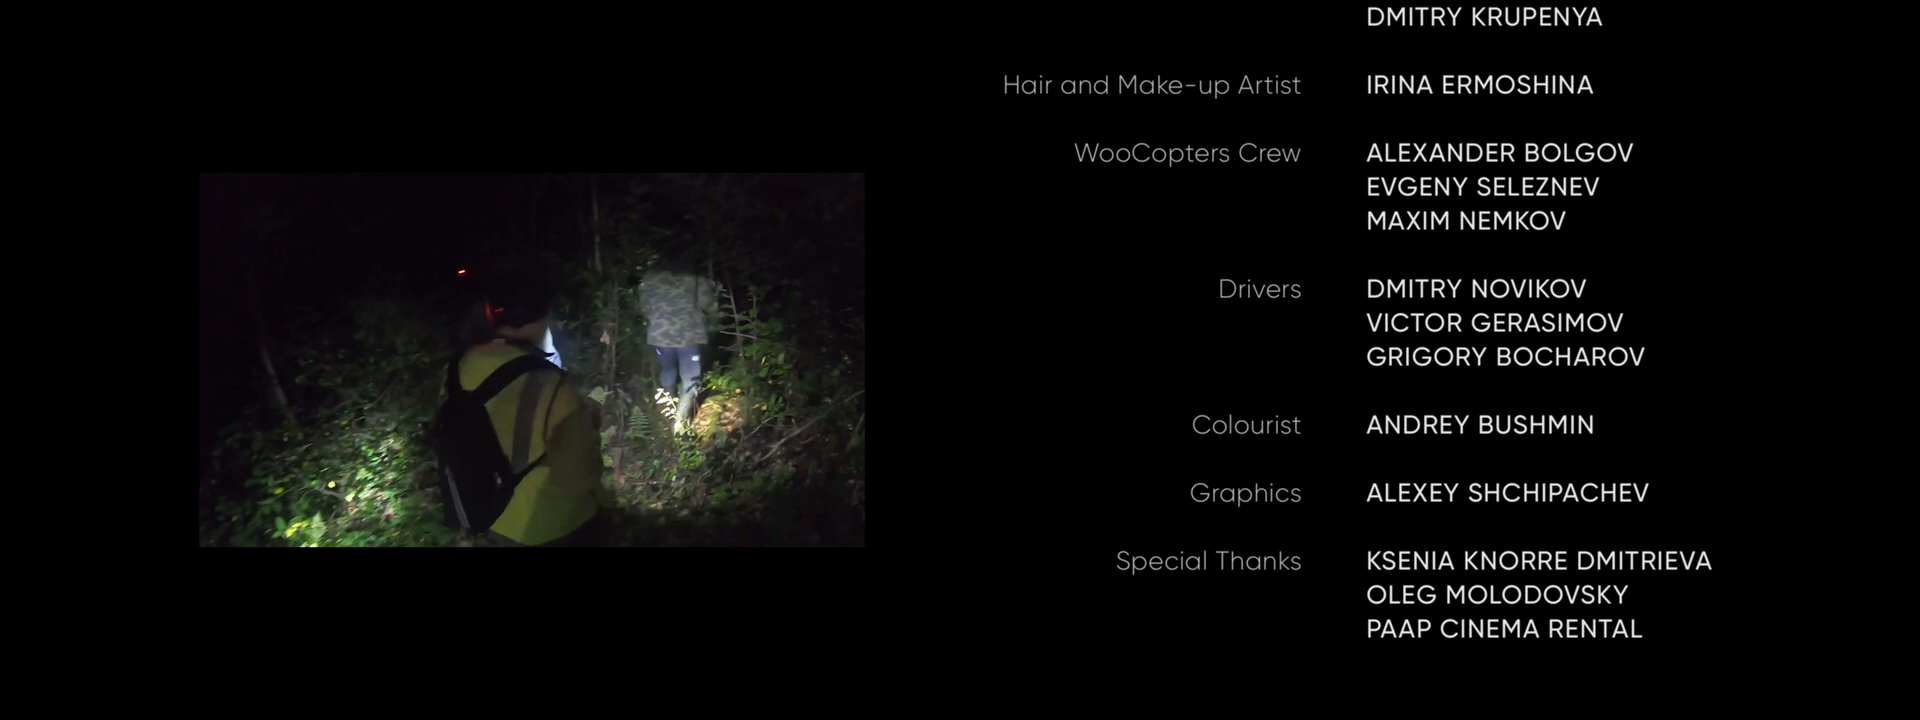 DMITRY KRUPENYA
Hair and Make-up Artist IRINA ERMOSHINA
WooCopters Crew ALEXANDER BOLGOV
EVGENY SELEZNEV
MAXIM NEMKOV
Drivers DMITRY NOVIKOV
VICTOR GERASIMOV
GRIGORY BOCHAROV
Colourist ANDREY BUSHMIN
Graphics ALEXEY SHCHIPACHEV
Special Thanks KSENIA KNORRE DMITRIEVA
OLEG MOLODOVSKY
PAAP CINEMA RENTAL